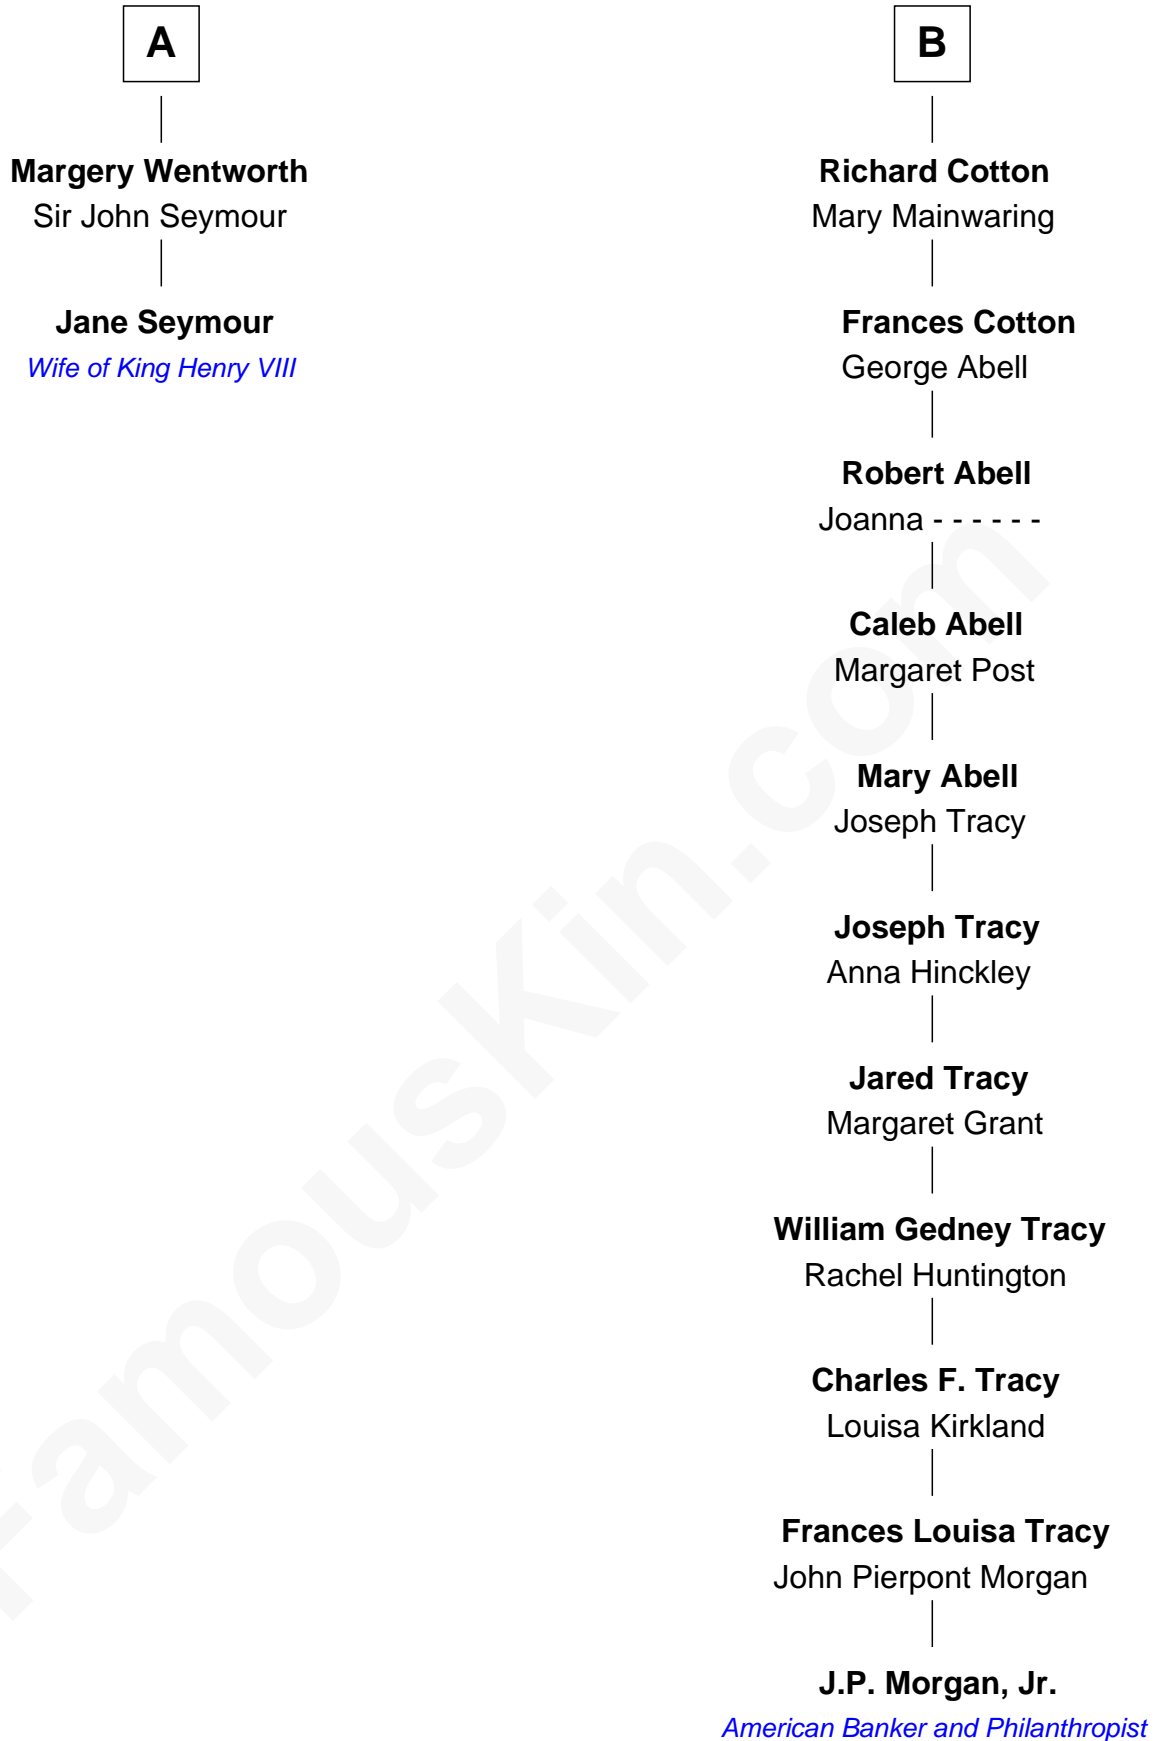 A
Margery Wentworth
Sir John Seymour
Jane Seymour
Wife of King Henry VIII
B
Richard Cotton
Mary Mainwaring
Frances Cotton
George Abell
Robert Abell
Joanna - - - - - -
Caleb Abell
Margaret Post
Mary Abell
Joseph Tracy
Joseph Tracy
Anna Hinckley
Jared Tracy
Margaret Grant
William Gedney Tracy
Rachel Huntington
Charles F. Tracy
Louisa Kirkland
Frances Louisa Tracy
John Pierpont Morgan
J.P. Morgan, Jr.
American Banker and Philanthropist
FamousKin.com